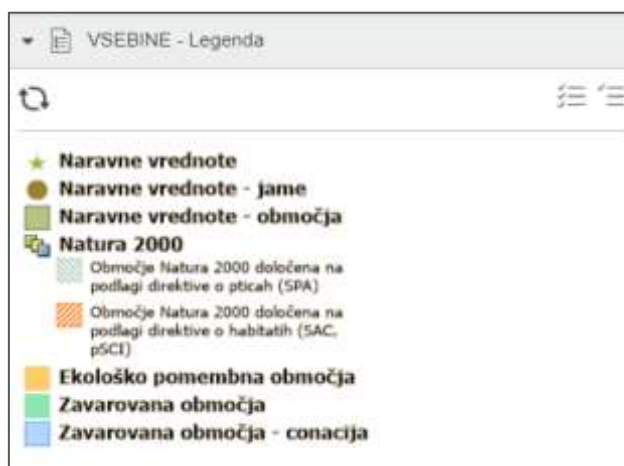 VSEBINE - Legenda
Naravne vrednote
Naravne vrednote - jame
Naravne vrednote - območja
Natura 2000
Območje Natura 2000 določena na
podlagi direktive o pticah (SPA)
Območje Natura 2000 določena na
podlagi direktive o habitatih (SAC,
pSCI)
Ekološko pomembna območja
Zavarovana območja
Zavarovana območja - conacija